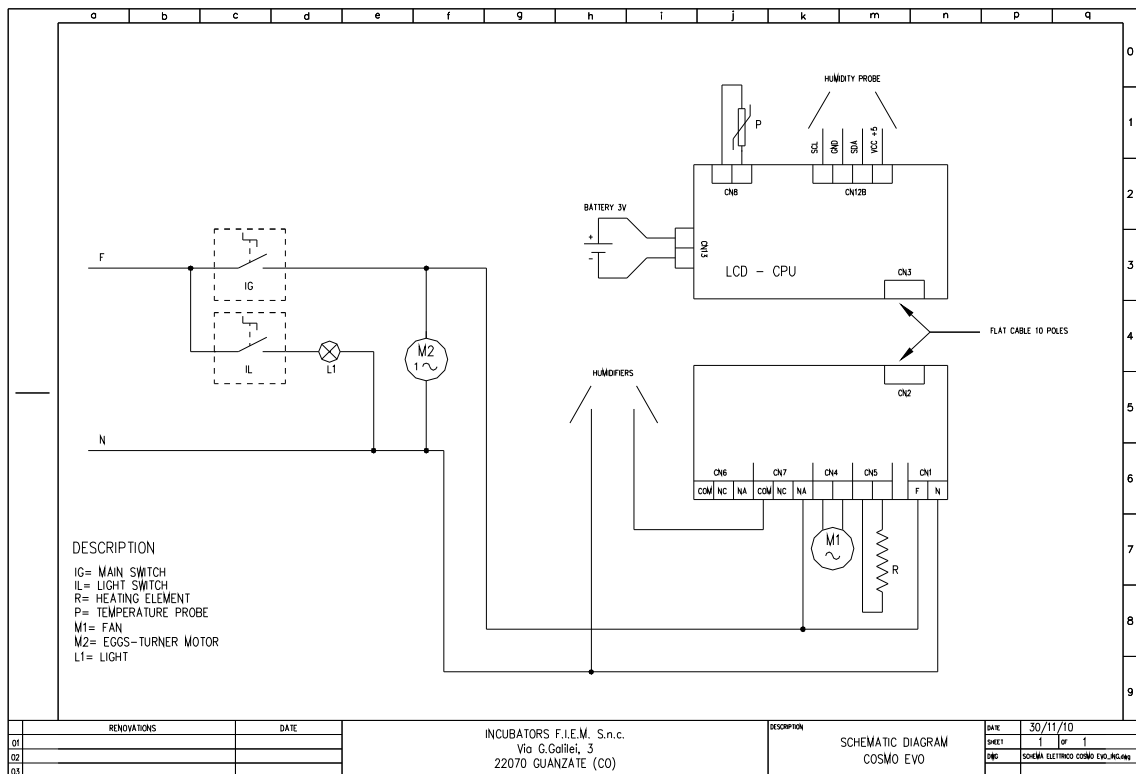 a b c d e f g h i j k l m n p q
0
1
2
3
4
5
6
7
8
9
HUMIDITY PROBE
P
SCL
GND
SDA
VCC +5
CN8
CN12B
BATTERY 3V
+
-
CN13
LCD - CPU
CN3
FLAT CABLE 10 POLES
F
IG
IL
L1
M2
1 ~
N
HUMIDIFIERS
CN2
CN6 CN7 CN4 CN5 CN1
COM NC NA COM NC NA F N
M1
~
R
DESCRIPTION
IG= MAIN SWITCH
IL= LIGHT SWITCH
R= HEATING ELEMENT
P= TEMPERATURE PROBE
M1= FAN
M2= EGGS-TURNER MOTOR
L1= LIGHT
RENOVATIONS DATE
01
02
03
INCUBATORS F.I.E.M. S.n.c.
Via G.Galilei, 3
22070 GUANZATE (CO)
DESCRIPTION
SCHEMATIC DIAGRAM
COSMO EVO
DATE 30/11/10
SHEET 1 OF 1
DWG SCHEMA ELETTRICO COSMO EVO_ING.dwg